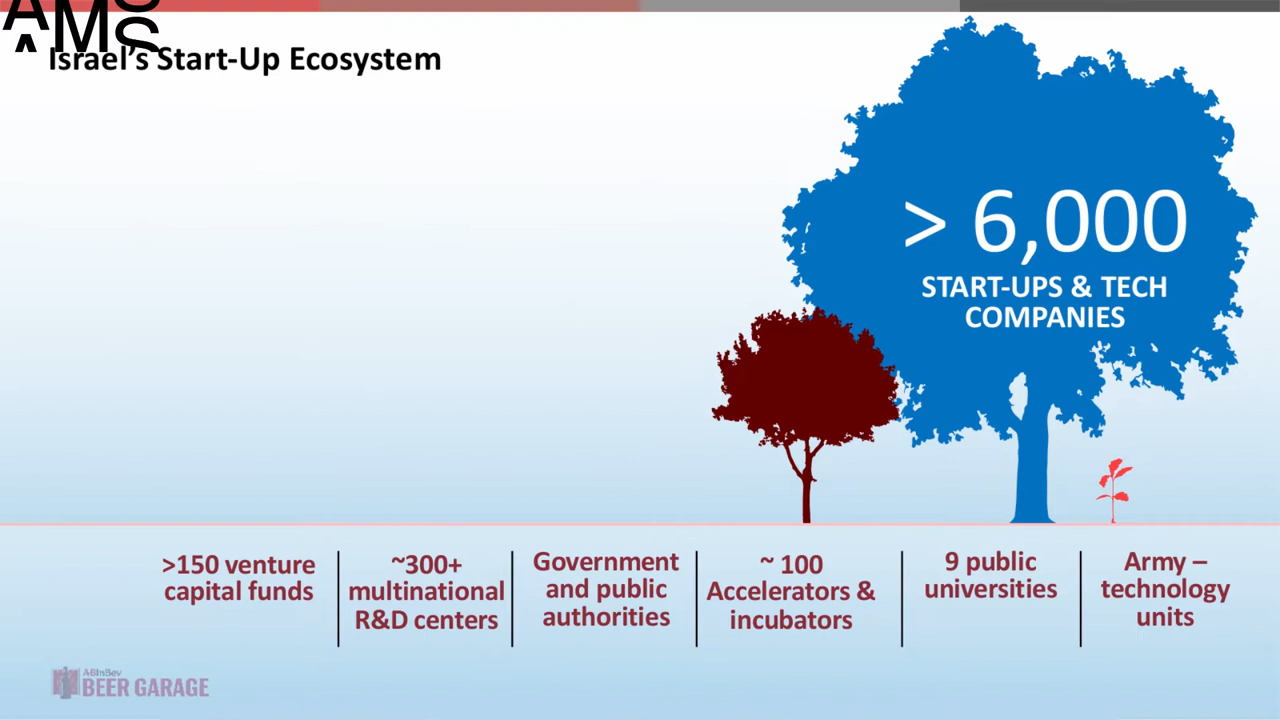 AMS
Israel's Start-Up Ecosystem
> 6,000
START-UPS & TECH
COMPANIES
>150 venture
capital funds
~300+
multinational
R&D centers
Government
and public
authorities
~ 100
Accelerators &
incubators
9 public
universities
Army –
technology
units
ABInBev
BEER GARAGE